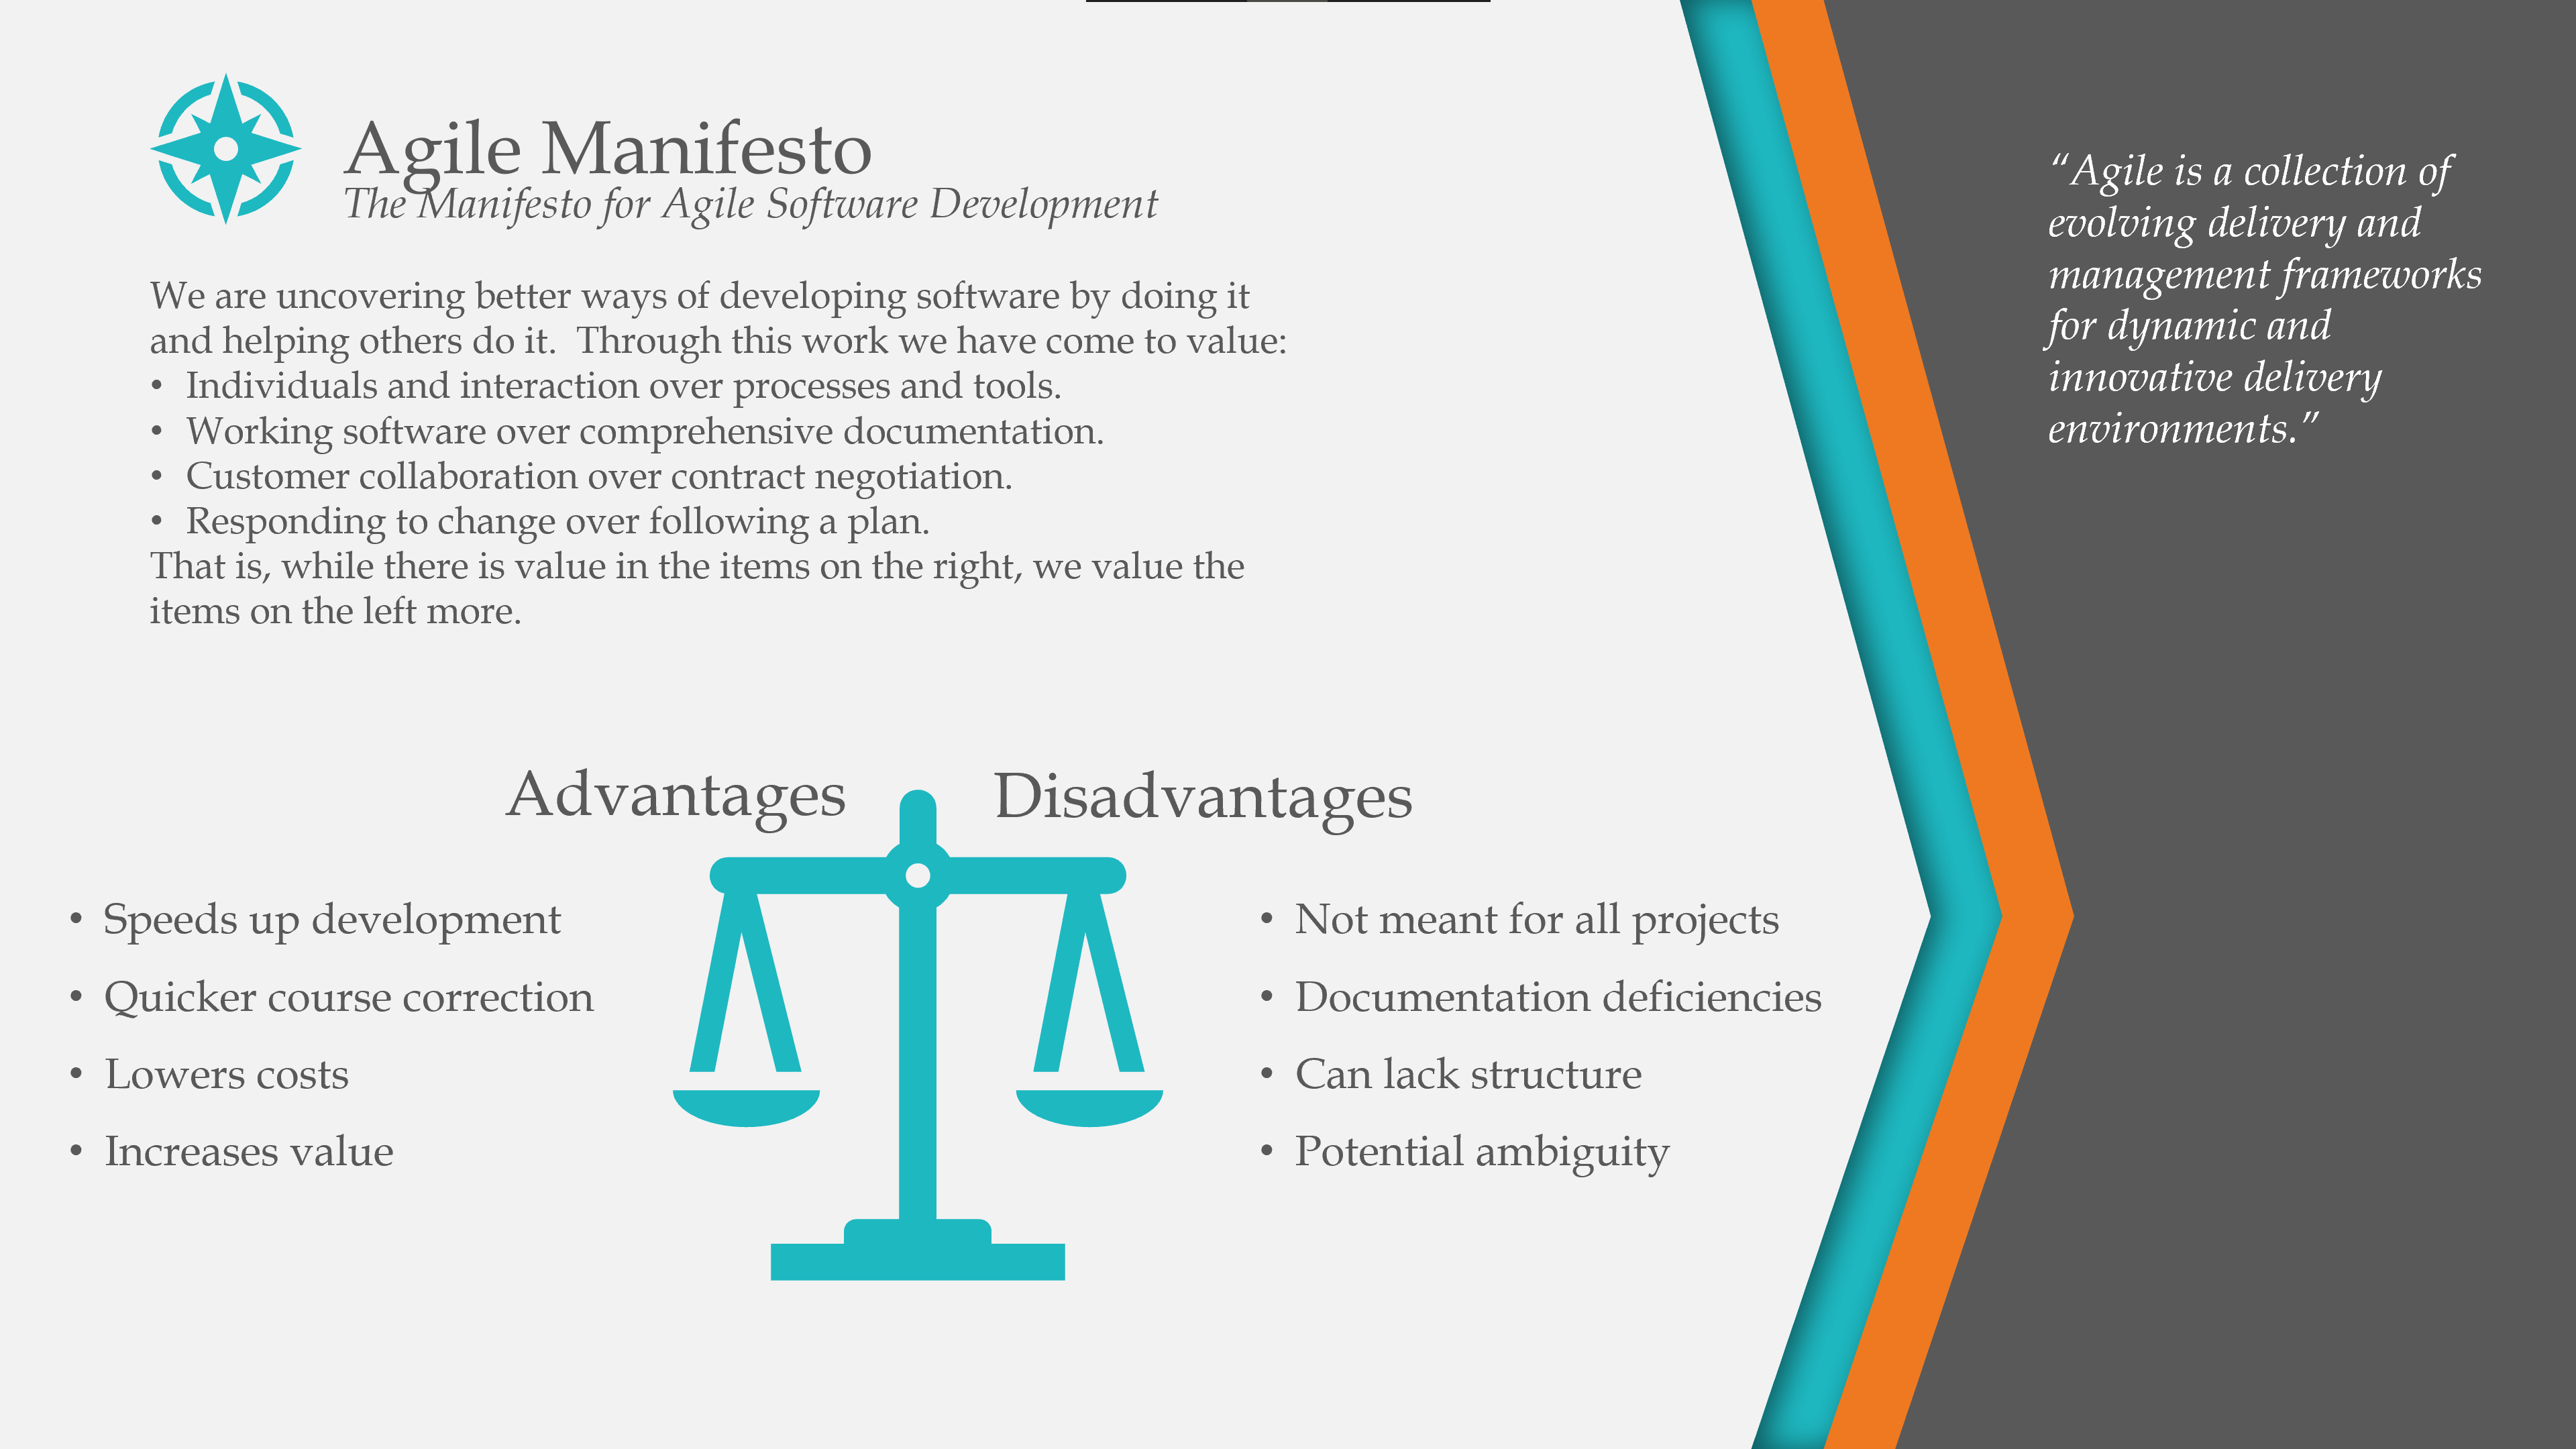 Agile Manifesto
The Manifesto for Agile Software Development
We are uncovering better ways of developing software by doing it
and helping others do it.  Through this work we have come to value:
• Individuals and interaction over processes and tools.
• Working software over comprehensive documentation.
• Customer collaboration over contract negotiation.
• Responding to change over following a plan.
That is, while there is value in the items on the right, we value the
items on the left more.
Advantages
• Speeds up development
• Quicker course correction
• Lowers costs
• Increases value
Disadvantages
• Not meant for all projects
• Documentation deficiencies
• Can lack structure
• Potential ambiguity
“Agile is a collection of
evolving delivery and
management frameworks
for dynamic and
innovative delivery
environments.”